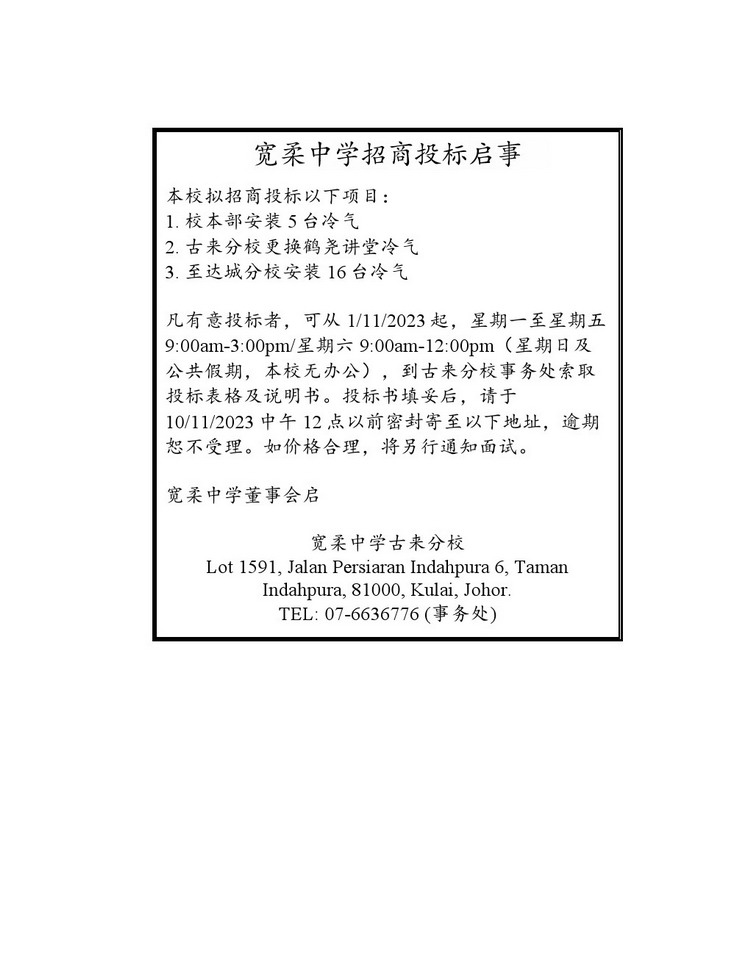 宽柔中学招商投标启事
本校拟招商投标以下项目：
1. 校本部安装 5 台冷气
2. 古来分校更换鹤尧讲堂冷气
3. 至达城分校安装 16 台冷气
凡有意投标者，可从 1/11/2023 起，星期一至星期五
9:00am-3:00pm/星期六 9:00am-12:00pm（星期日及
公共假期，本校无办公），到古来分校事务处索取
投标表格及说明书。投标书填妥后，请于
10/11/2023 中午 12 点以前密封寄至以下地址，逾期
恕不受理。如价格合理，将另行通知面试。
宽柔中学董事会启
宽柔中学古来分校
Lot 1591, Jalan Persiaran Indahpura 6, Taman
Indahpura, 81000, Kulai, Johor.
TEL: 07-6636776 (事务处)